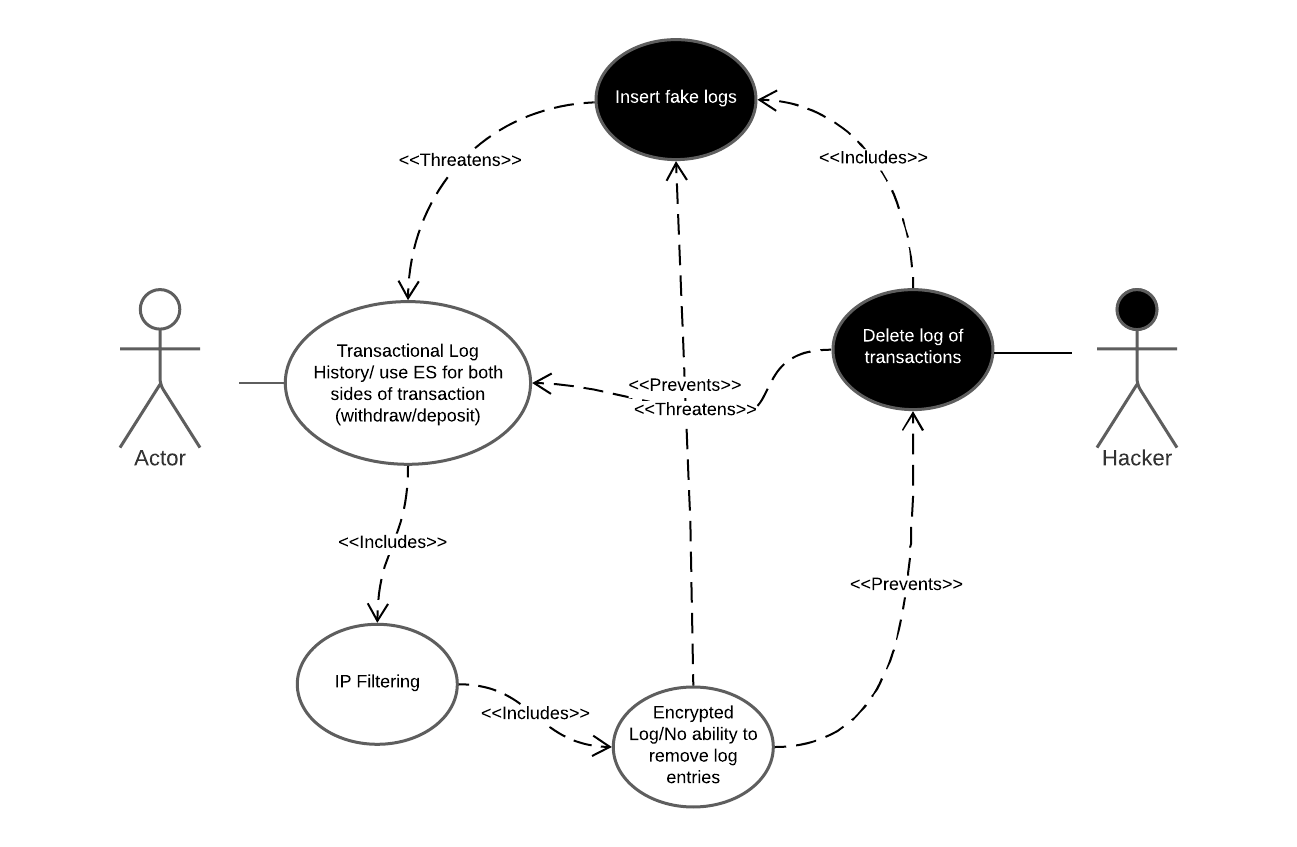 Insert fake logs
<<Threatens>>
<<Includes>>
Delete log of
transactions
Transactional Log
History/ use ES for both
sides of transaction
(withdraw/deposit)
<<Prevents>>
<<Threatens>>
Actor
Hacker
<<Includes>>
<<Prevents>>
IP Filtering
<<Includes>>
Encrypted
Log/No ability to
remove log
entries